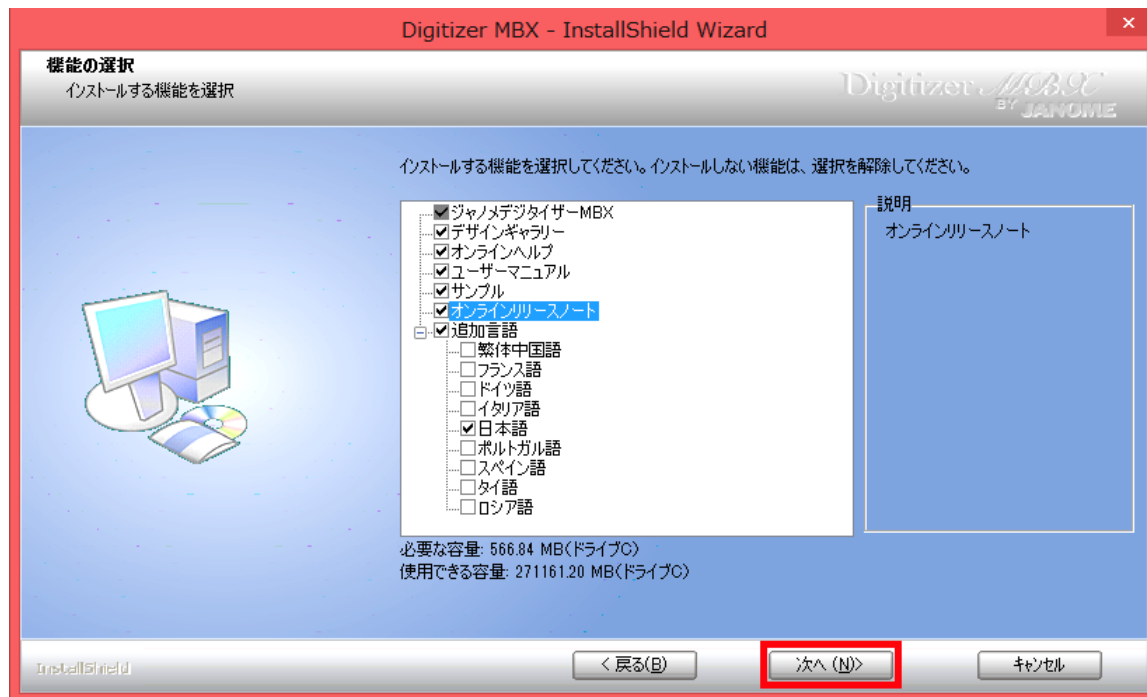 Digitizer MBX - InstallShield Wizard
×
機能の選択
インストールする機能を選択
Digitizer MBX
BY JANOME
インストールする機能を選択してください。インストールしない機能は、選択を解除してください。
ジャノメデジタイザーMBX
デザインギャラリー
オンラインヘルプ
ユーザーマニュアル
サンプル
オンラインリリースノート
追加言語
繁体中国語
フランス語
ドイツ語
イタリア語
日本語
ポルトガル語
スペイン語
タイ語
ロシア語
説明
オンラインリリースノート
必要な容量: 566.84 MB(ドライブC)
使用できる容量: 271161.20 MB(ドライブC)
InstallShield
< 戻る(B)
次へ (N)>
キャンセル